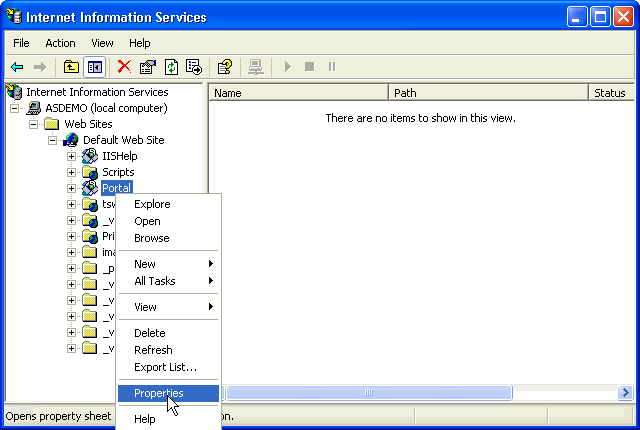 Internet Information Services
File Action View Help
Internet Information Services
ASDEMO (local computer)
Web Sites
Default Web Site
IISHelp
Scripts
Portal
tsw
_v
Pri
ima
_p
_v
_v
_v
_v
Name Path Status
There are no items to show in this view.
Explore
Open
Browse
New
All Tasks
View
Delete
Refresh
Export List...
Properties
Help
Opens property sheet on.